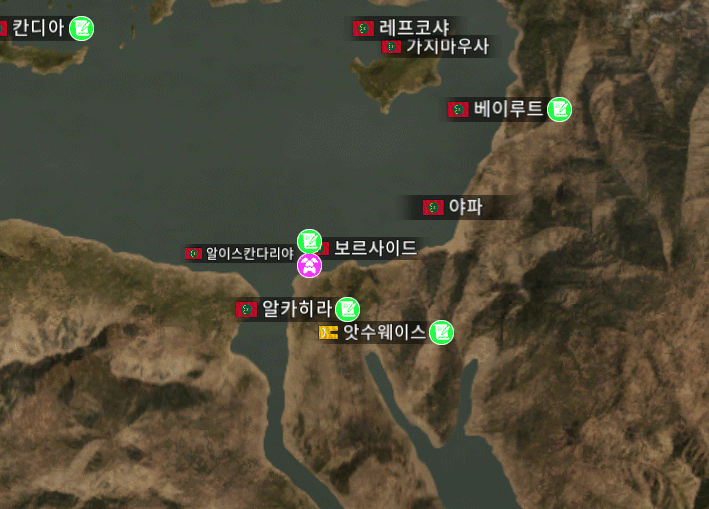 칸디아
레프코샤
가지마우사
베이루트
야파
보르사이드
알이스칸다리야
알카히라
앗수웨이스